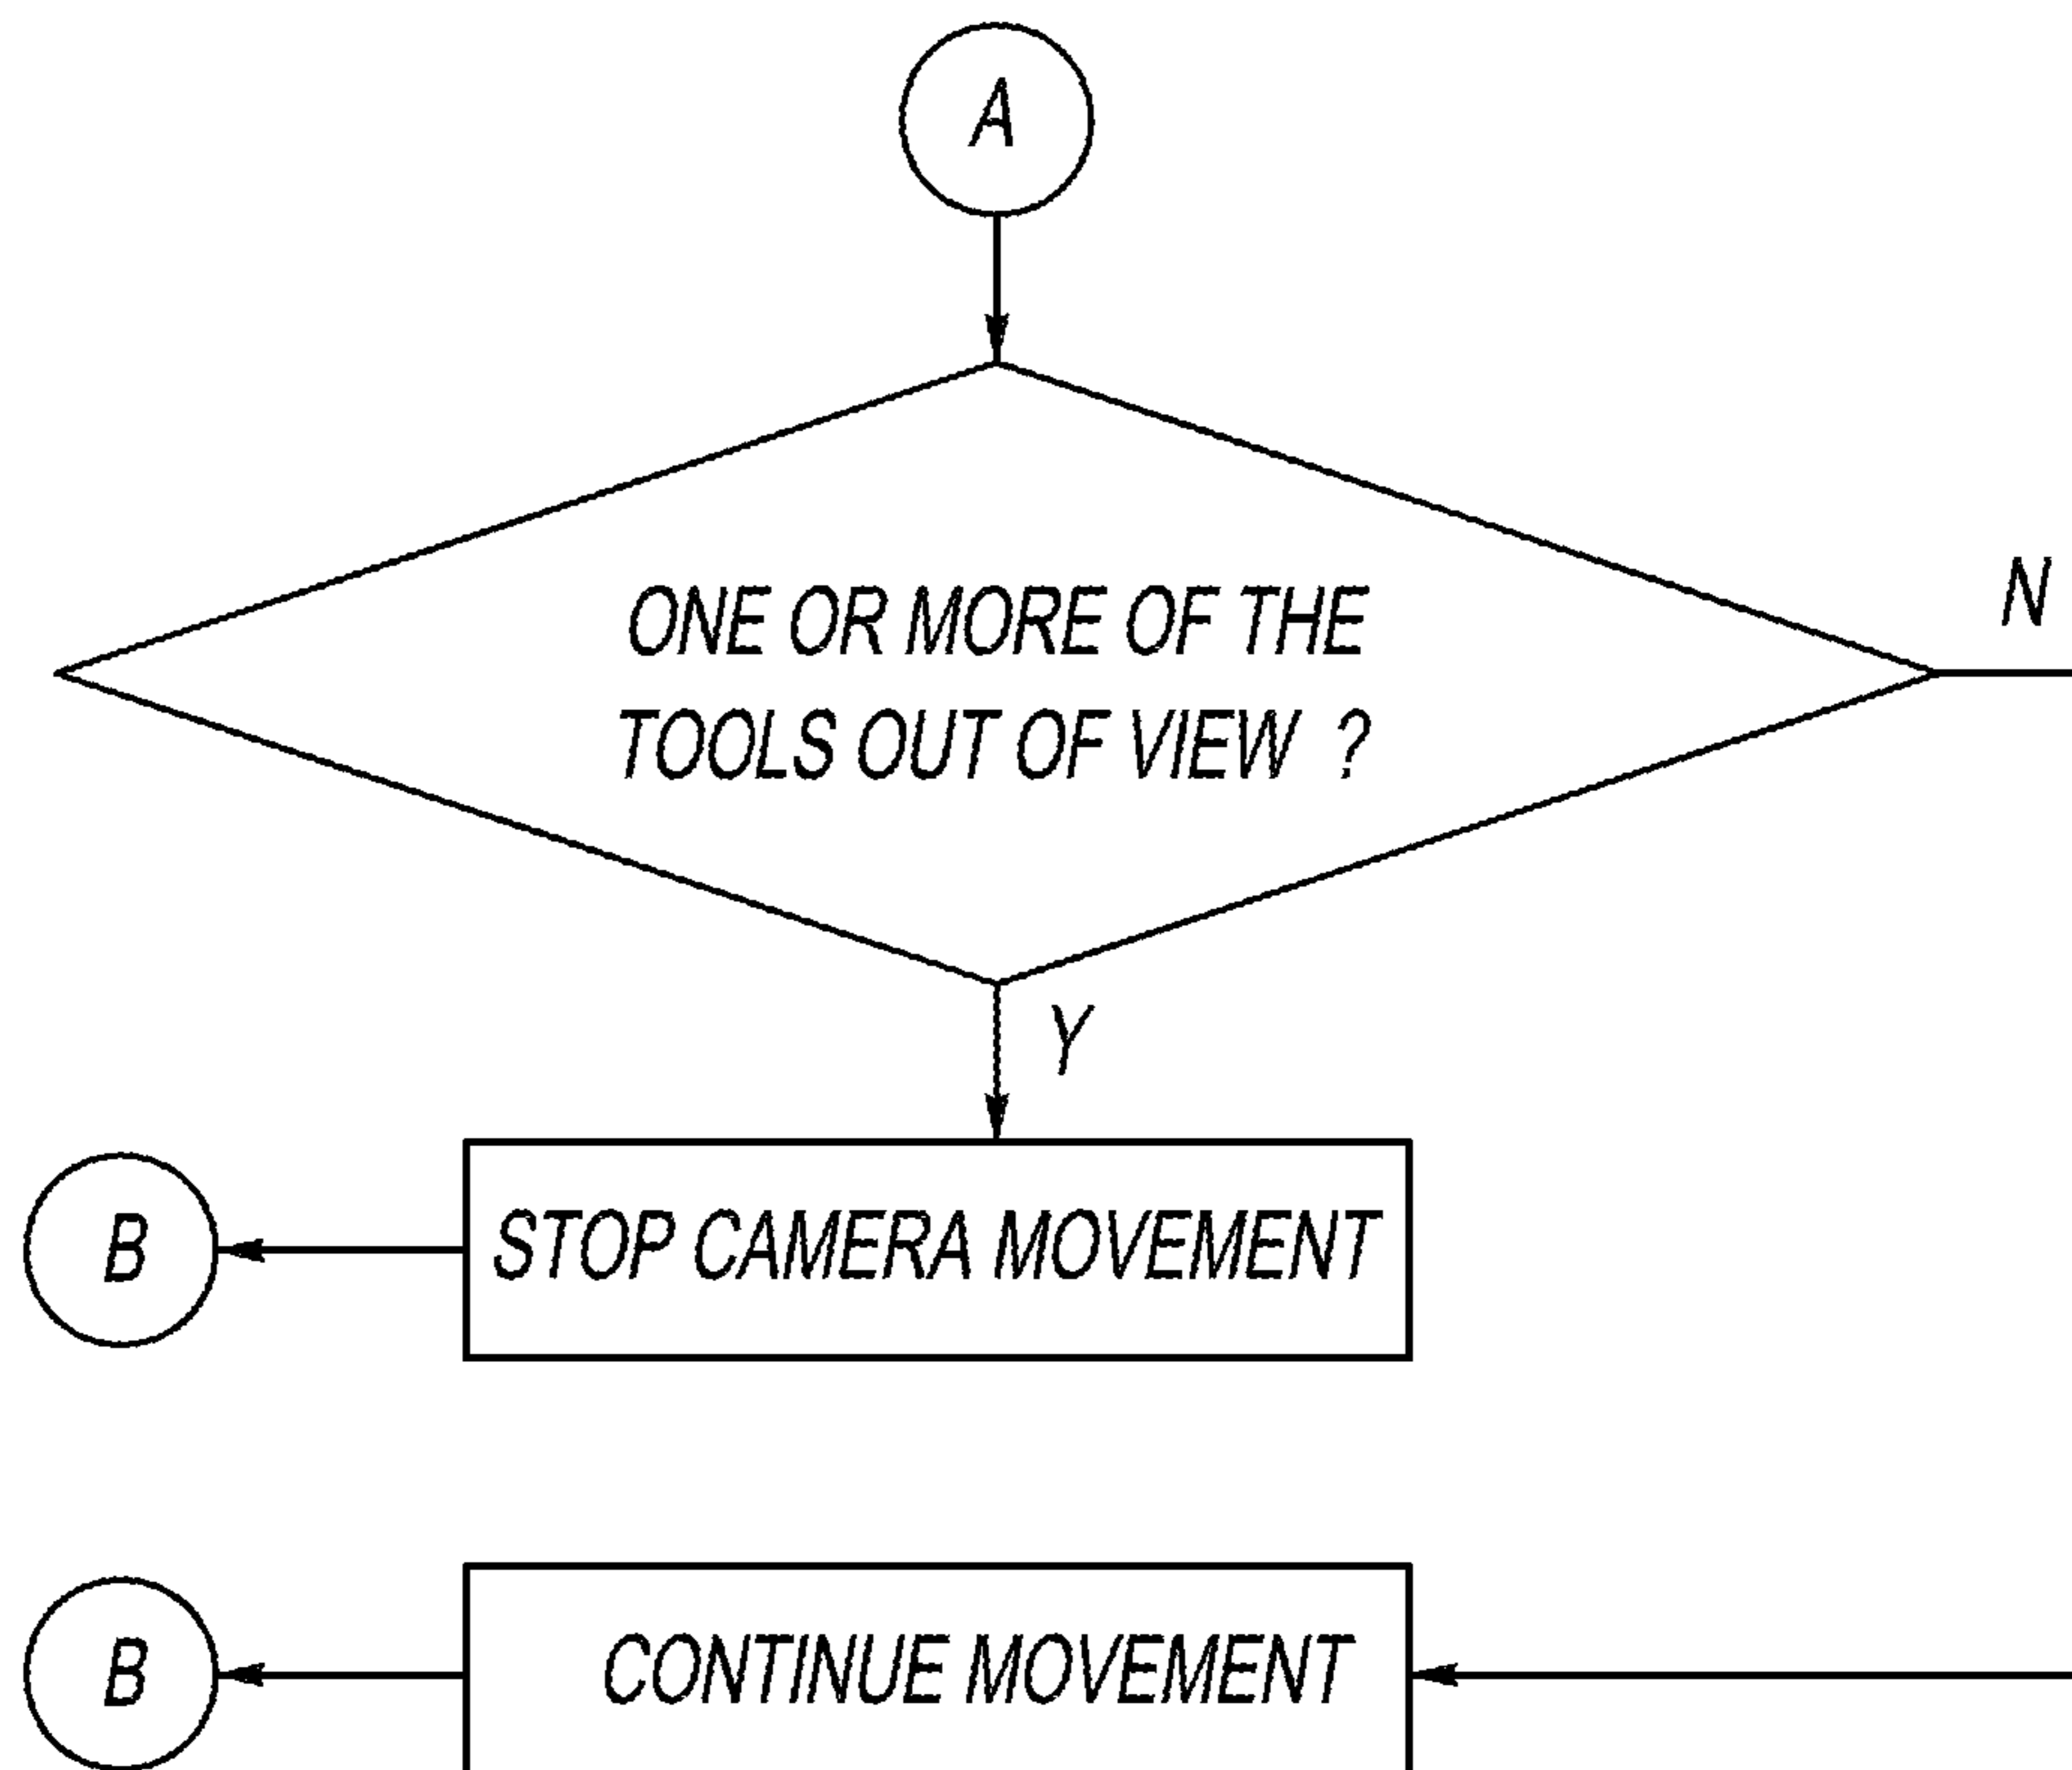 A
ONE OR MORE OF THE
TOOLS OUT OF VIEW ?
N
Y
B
STOP CAMERA MOVEMENT
B
CONTINUE MOVEMENT